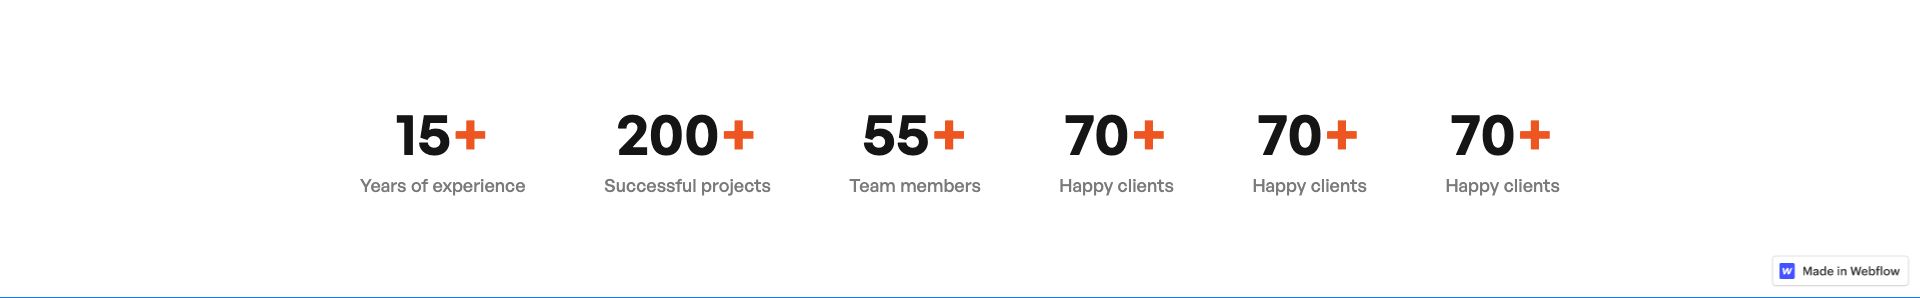 15+ 200+ 55+ 70+ 70+ 70+
Years of experience Successful projects Team members Happy clients Happy clients Happy clients
Made in Webflow